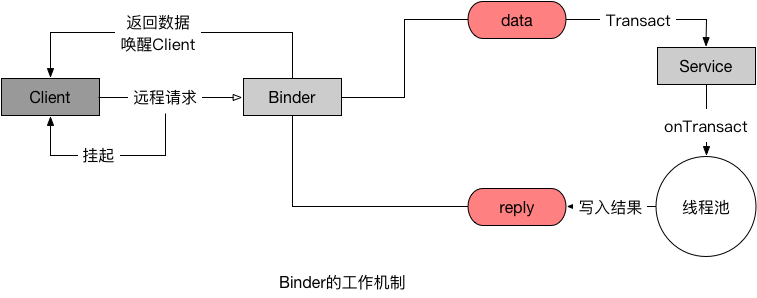 返回数据
唤醒Client
data
Transact
Service
Client
远程请求
Binder
onTransact
挂起
reply
写入结果
线程池
Binder的工作机制